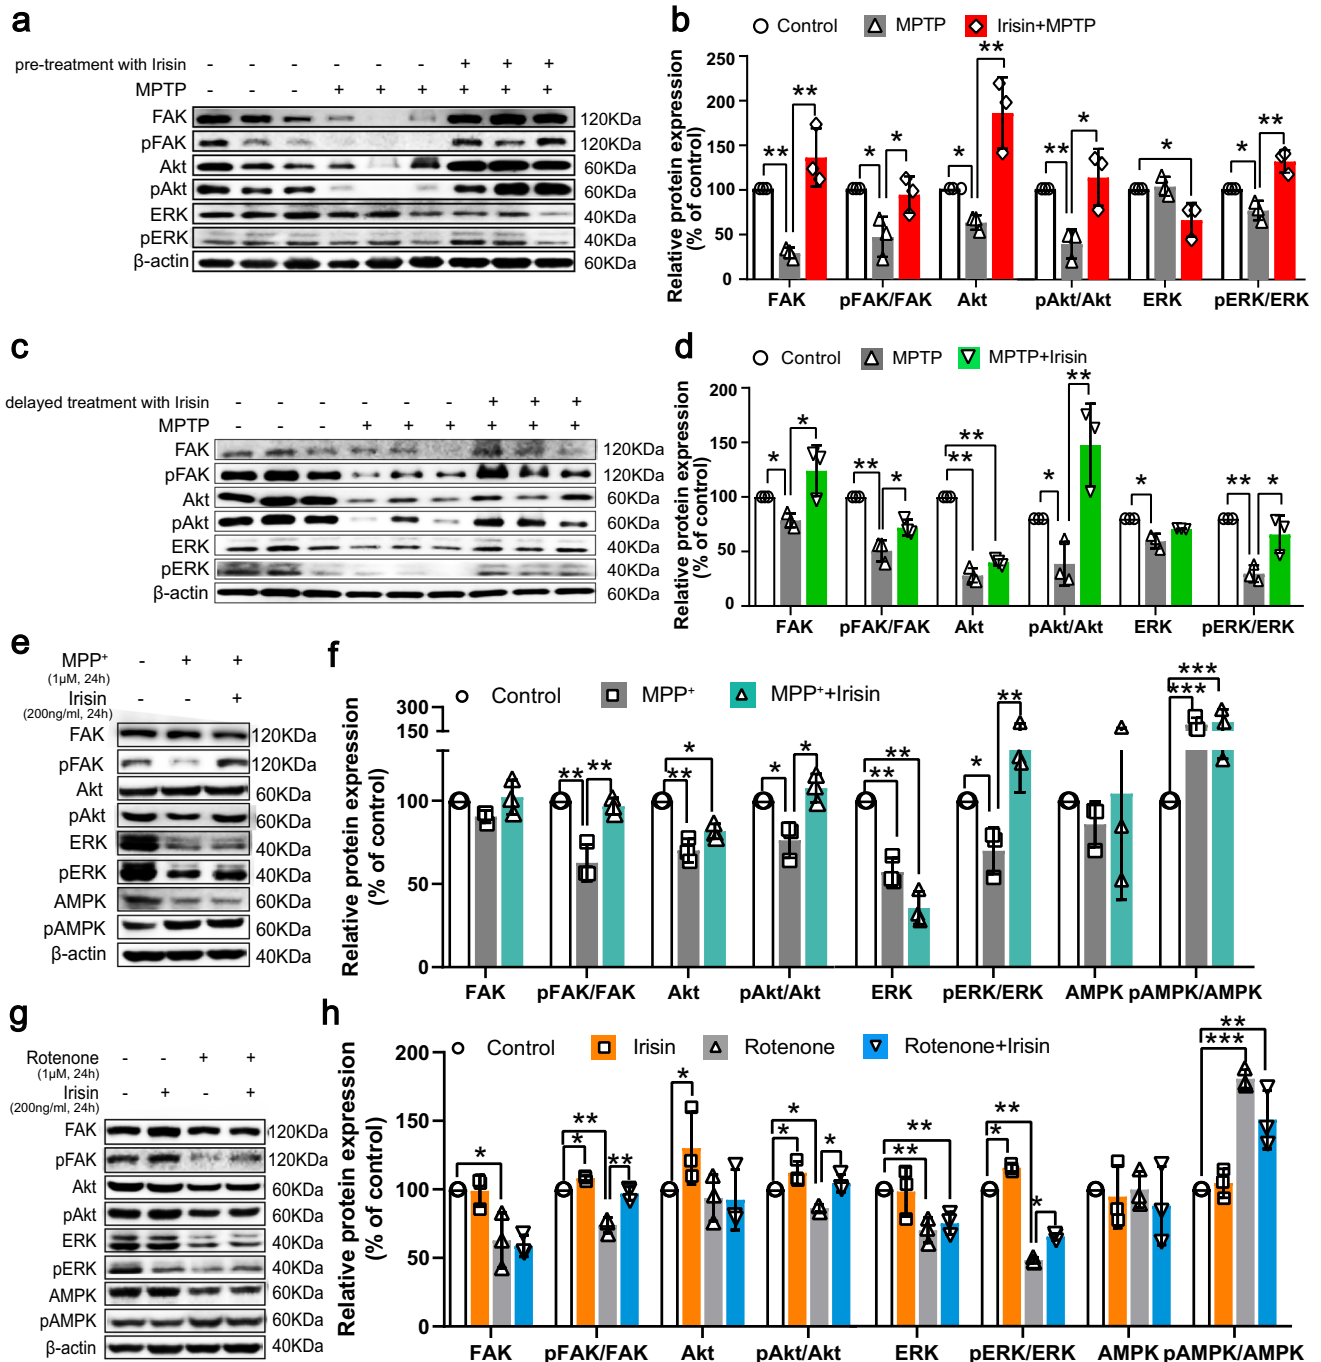 a
pre-treatment with Irisin - - - - - - + + +
MPTP - - - + + + + + +
FAK 120KDa
pFAK 120KDa
Akt 60KDa
pAkt 60KDa
ERK 40KDa
pERK 40KDa
β-actin 60KDa
b
Control MPTP Irisin+MPTP
Relative protein expression
(% of control)
250
200
150
100
50
0
** ** * * * ** ** * * * **
FAK pFAK/FAK Akt pAkt/Akt ERK pERK/ERK
c
delayed treatment with Irisin - - - - - - + + +
MPTP - - - + + + + + +
FAK 120KDa
pFAK 120KDa
Akt 60KDa
pAkt 60KDa
ERK 40KDa
pERK 40KDa
β-actin 60KDa
d
Control MPTP MPTP+Irisin
Relative protein expression
(% of control)
200
150
100
50
0
* * ** * ** ** * ** * ** *
FAK pFAK/FAK Akt pAkt/Akt ERK pERK/ERK
e
MPP⁺ - + +
(1µM, 24h)
Irisin - - +
(200ng/ml, 24h)
FAK 120KDa
pFAK 120KDa
Akt 60KDa
pAkt 60KDa
ERK 40KDa
pERK 40KDa
AMPK 60KDa
pAMPK 60KDa
β-actin 40KDa
f
Control MPP⁺ MPP⁺+Irisin
Relative protein expression
(% of control)
300
150
100
50
0
** ** ** * * * ** ** * ** *** ***
FAK pFAK/FAK Akt pAkt/Akt ERK pERK/ERK AMPK pAMPK/AMPK
g
Rotenone - - + +
(1µM, 24h)
Irisin - + - +
(200ng/ml, 24h)
FAK 120KDa
pFAK 120KDa
Akt 60KDa
pAkt 60KDa
ERK 40KDa
pERK 40KDa
AMPK 60KDa
pAMPK 60KDa
β-actin 40KDa
h
Control Irisin Rotenone Rotenone+Irisin
Relative protein expression
(% of control)
200
150
100
50
0
* ** * ** * * * * ** ** ** * * ** ***
FAK pFAK/FAK Akt pAkt/Akt ERK pERK/ERK AMPK pAMPK/AMPK